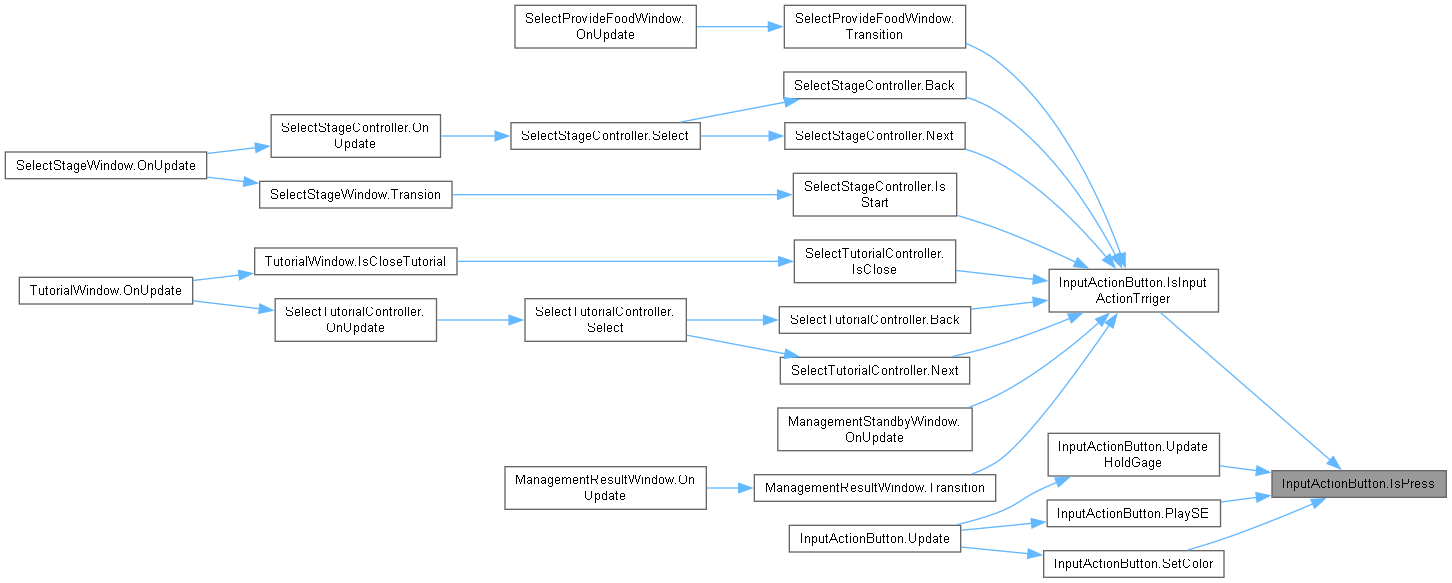 SelectProvideFoodWindow.
OnUpdate
SelectProvideFoodWindow.
Transition
SelectStageController.Back
SelectStageController.On
Update
SelectStageController.Select
SelectStageController.Next
SelectStageWindow.OnUpdate
SelectStageWindow.Transion
SelectStageController.Is
Start
TutorialWindow.IsCloseTutorial
SelectTutorialController.
IsClose
TutorialWindow.OnUpdate
InputActionButton.IsInput
ActionTrriger
SelectTutorialController.
OnUpdate
SelectTutorialController.
Select
SelectTutorialController.Back
SelectTutorialController.Next
ManagementStandbyWindow.
OnUpdate
InputActionButton.Update
HoldGage
ManagementResultWindow.On
Update
ManagementResultWindow.Transition
InputActionButton.IsPress
InputActionButton.PlaySE
InputActionButton.Update
InputActionButton.SetColor